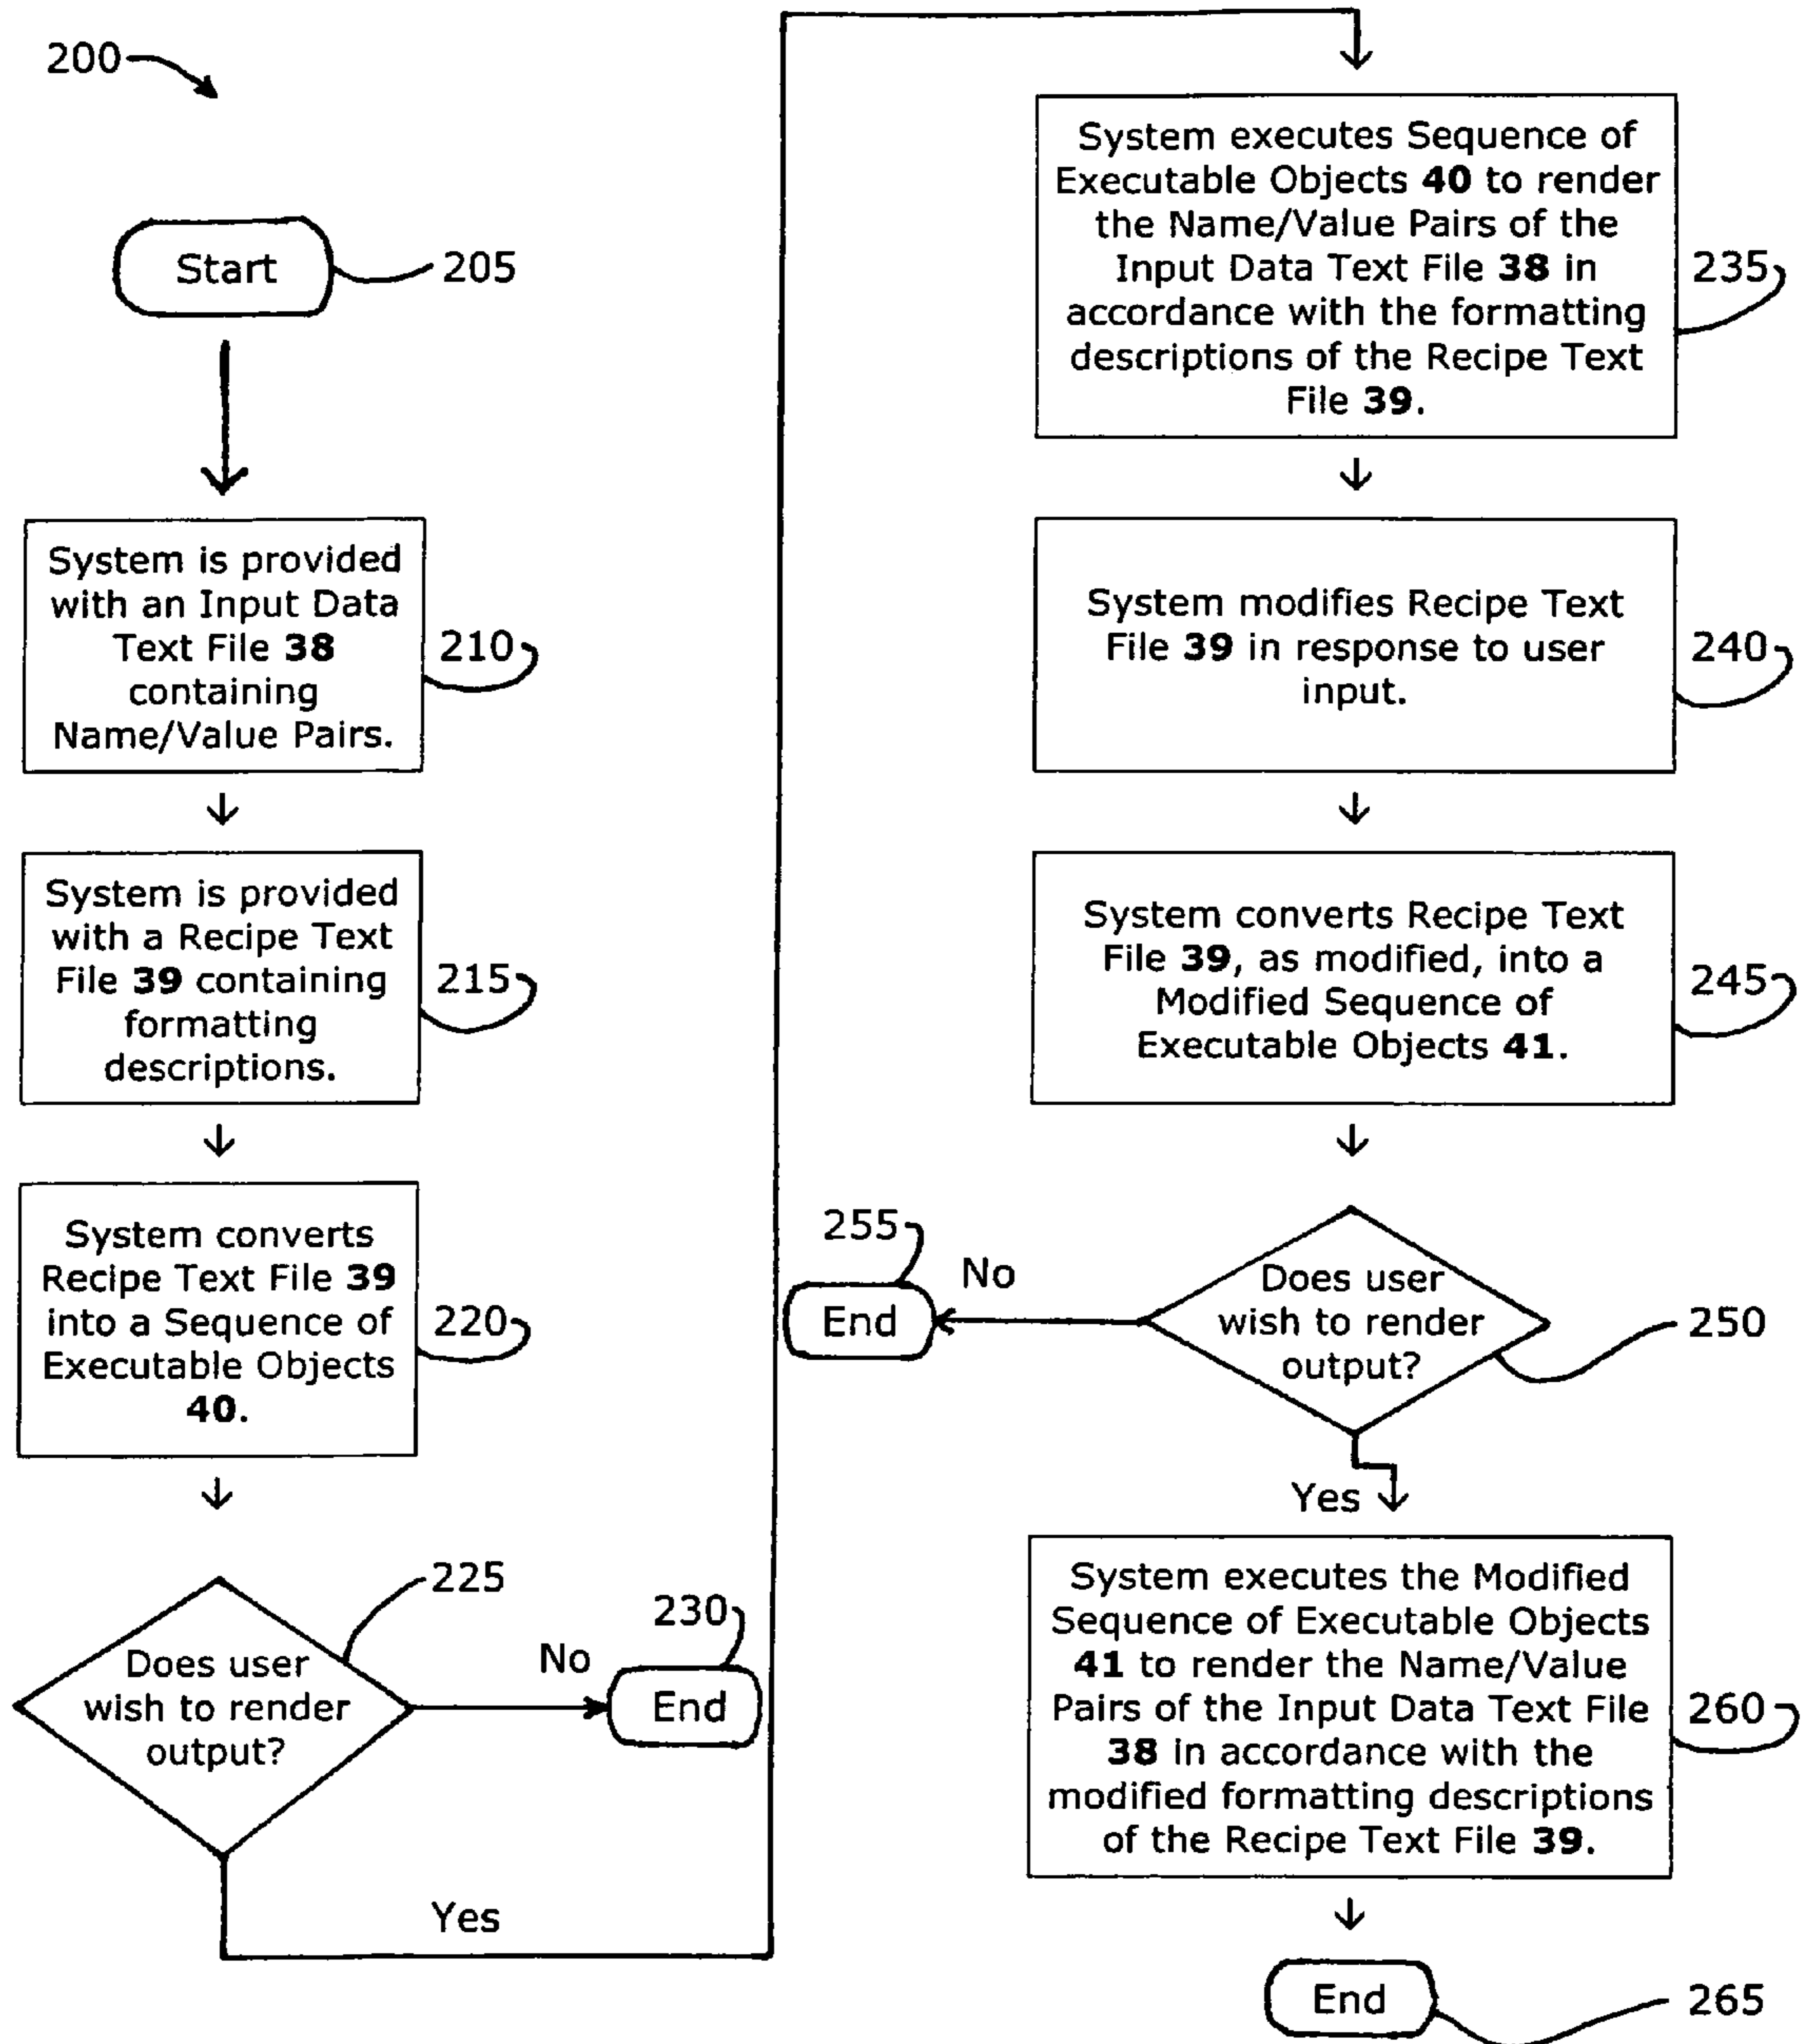 200
Start
205
System is provided
with an Input Data
Text File 38
containing
Name/Value Pairs.
210
System is provided
with a Recipe Text
File 39 containing
formatting
descriptions.
215
System converts
Recipe Text File 39
into a Sequence of
Executable Objects
40.
220
225
Does user
wish to render
output?
No
230
End
Yes
System executes Sequence of
Executable Objects 40 to render
the Name/Value Pairs of the
Input Data Text File 38 in
accordance with the formatting
descriptions of the Recipe Text
File 39.
235
System modifies Recipe Text
File 39 in response to user
input.
240
System converts Recipe Text
File 39, as modified, into a
Modified Sequence of
Executable Objects 41.
245
Does user
wish to render
output?
250
No
255
End
Yes
System executes the Modified
Sequence of Executable Objects
41 to render the Name/Value
Pairs of the Input Data Text File
38 in accordance with the
modified formatting descriptions
of the Recipe Text File 39.
260
End
265